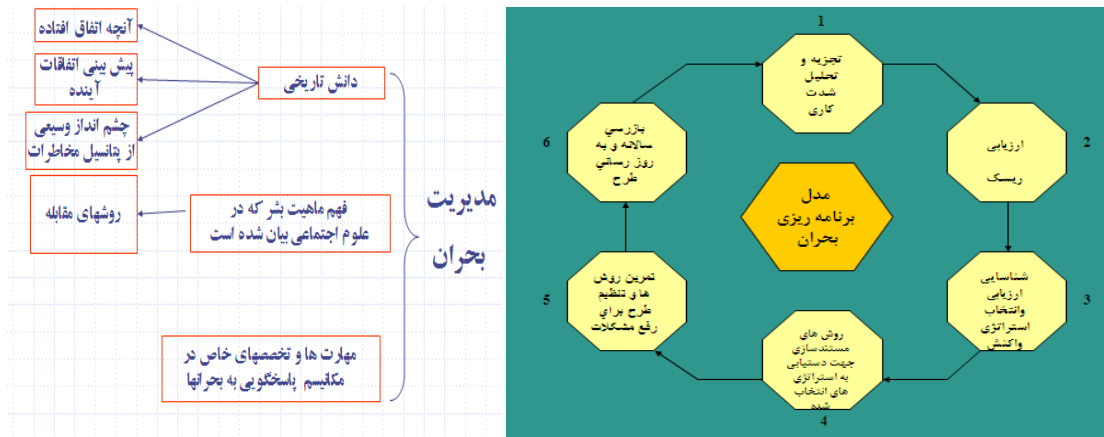 مدیریت
بحران
دانش تاریخی
آنچه اتفاق افتاده
پیش بینی اتفاقات
آینده
چشم انداز وسیعی
از پتانسیل مخاطرات
فهم ماهیت بشر که در
علوم اجتماعی بیان شده است
روشهای مقابله
مهارت ها و تخصصهای خاص در
مکانیسم پاسخگویی به بحرانها
مدل
برنامه ریزی
بحران
1
تجزیه و
تحلیل
شدت
کاری
2
ارزیابی
ریسک
3
شناسایی
ارزیابی
وانتخاب
استراتژی
واکنش
4
روش های
مستندسازی
جهت دستیابی
به استراتژي
های انتخاب
شده
5
تمرین روش
ها و تنظیم
طرح براي
رفع مشکلات
6
بازرسي
سالانه و به
روز رساني
طرح